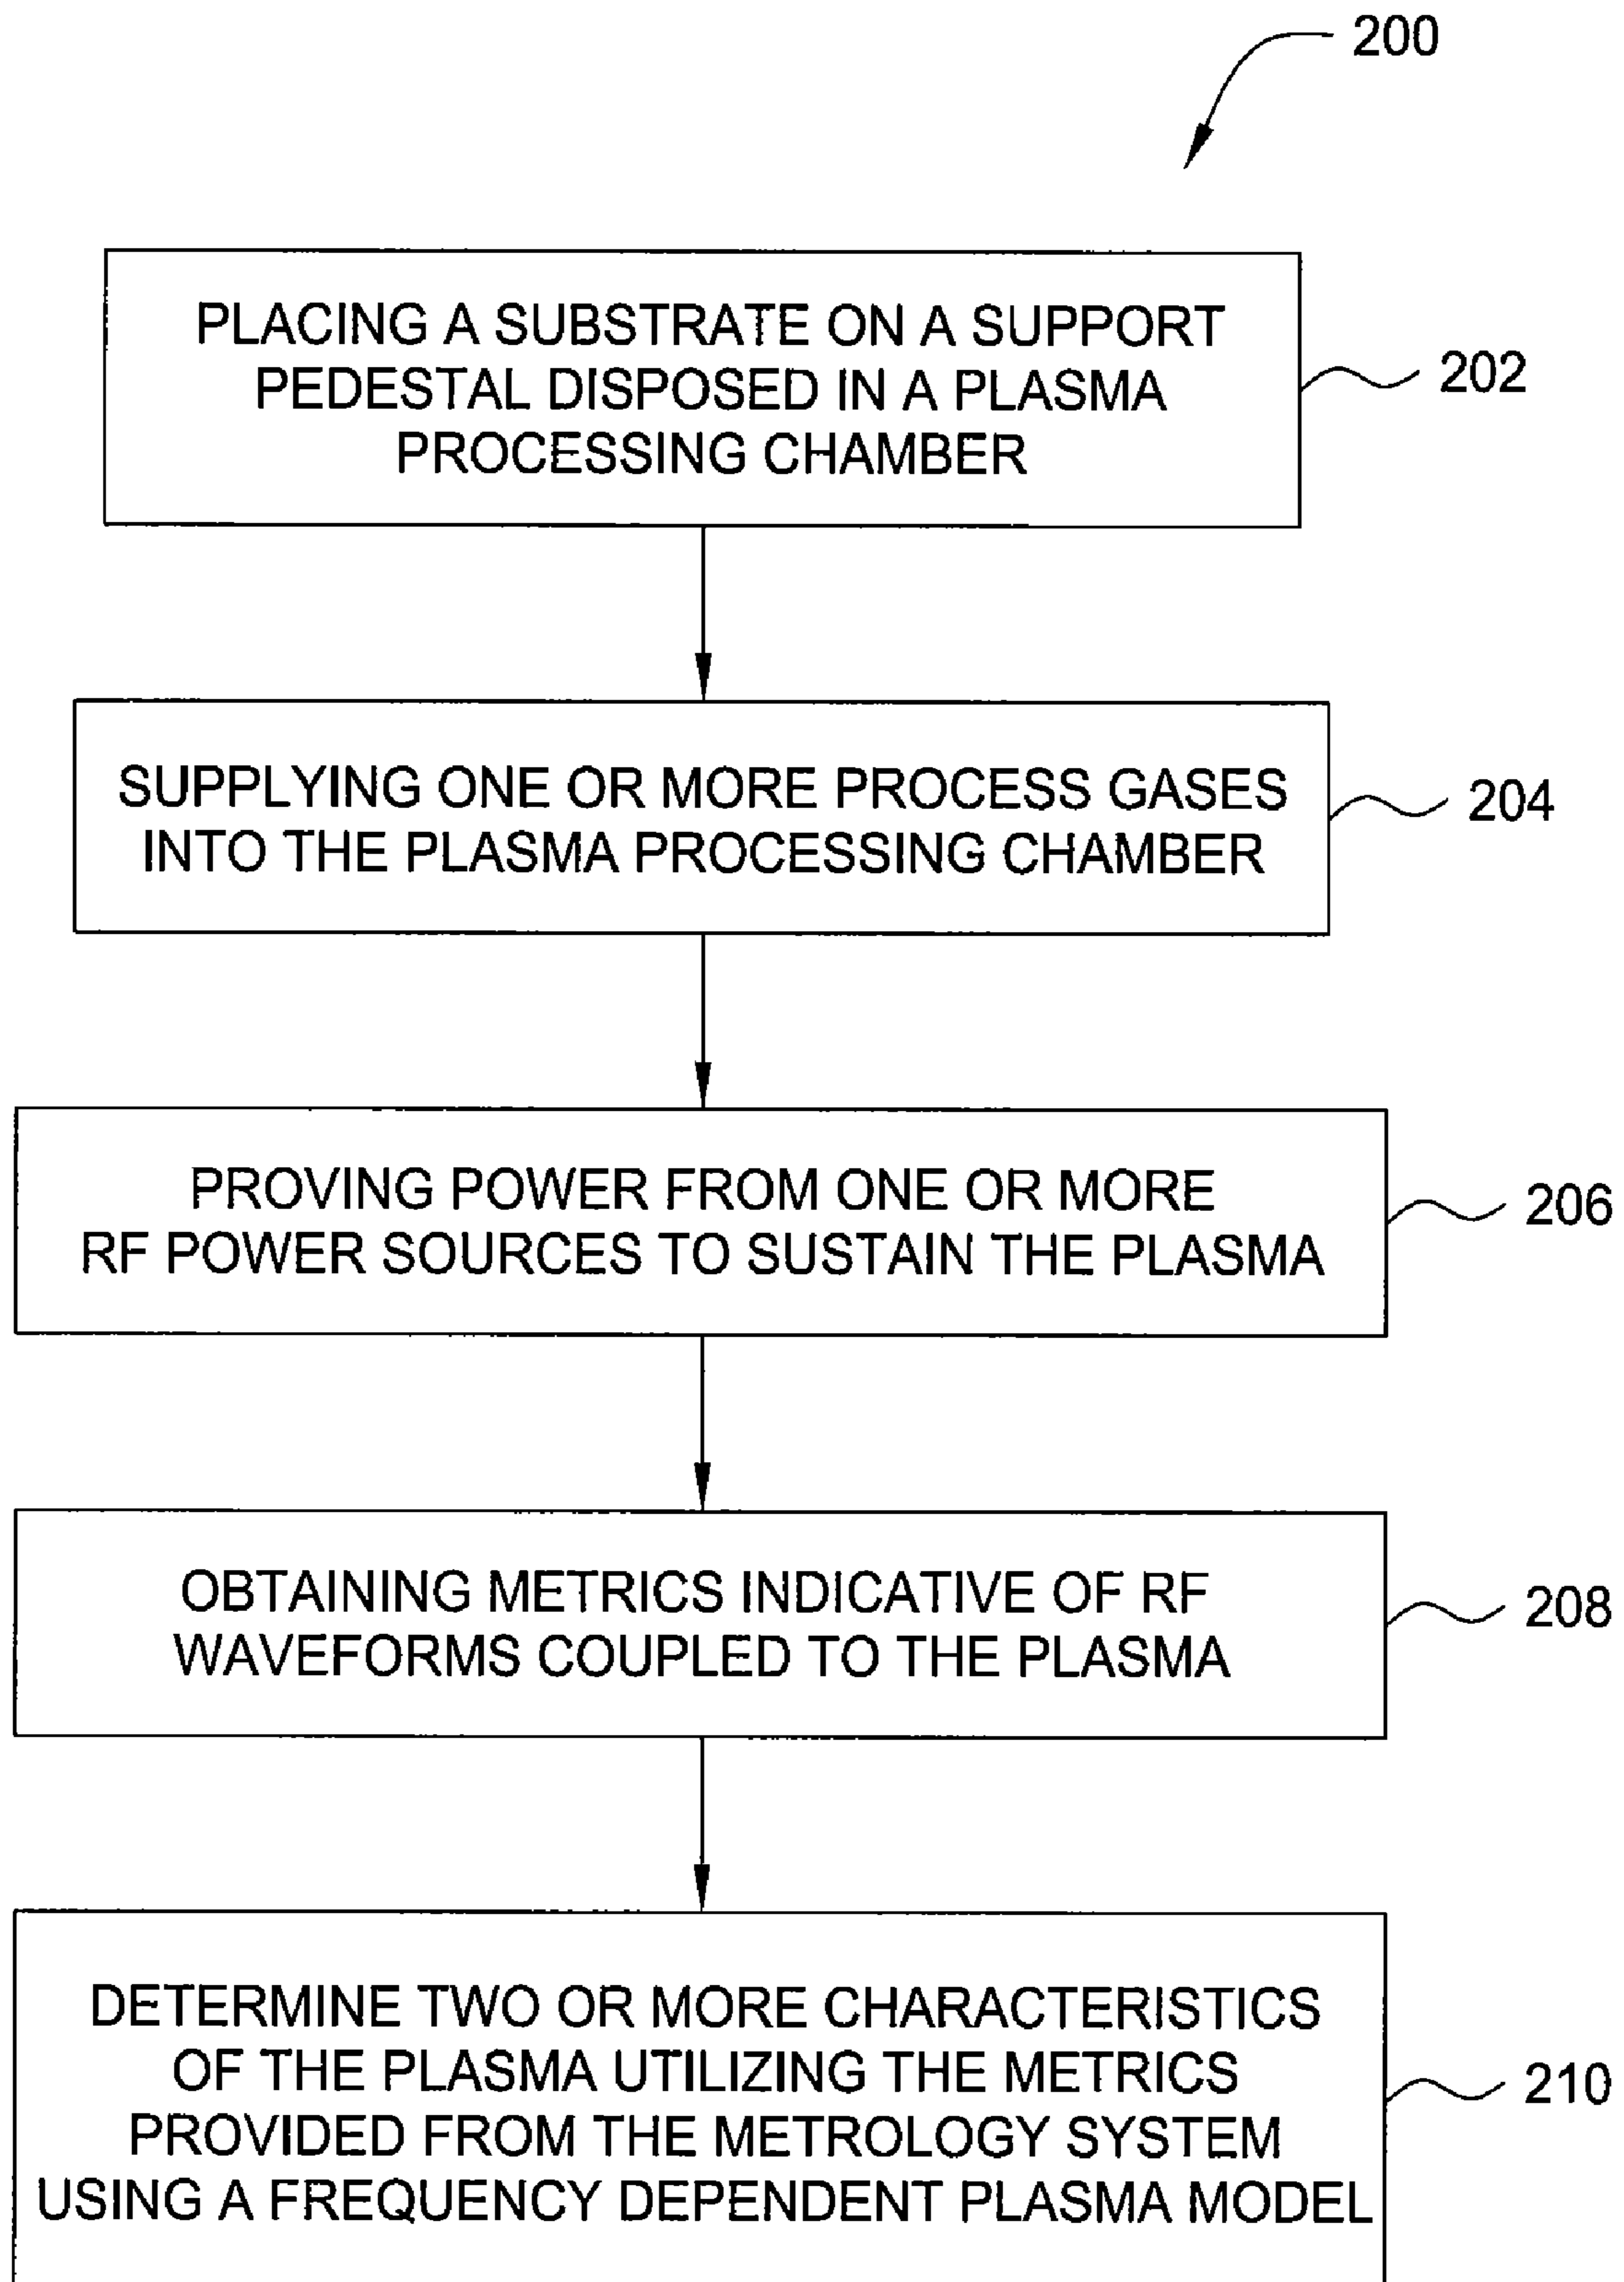 200
PLACING A SUBSTRATE ON A SUPPORT
PEDESTAL DISPOSED IN A PLASMA
PROCESSING CHAMBER
202
SUPPLYING ONE OR MORE PROCESS GASES
INTO THE PLASMA PROCESSING CHAMBER
204
PROVING POWER FROM ONE OR MORE
RF POWER SOURCES TO SUSTAIN THE PLASMA
206
OBTAINING METRICS INDICATIVE OF RF
WAVEFORMS COUPLED TO THE PLASMA
208
DETERMINE TWO OR MORE CHARACTERISTICS
OF THE PLASMA UTILIZING THE METRICS
PROVIDED FROM THE METROLOGY SYSTEM
USING A FREQUENCY DEPENDENT PLASMA MODEL
210